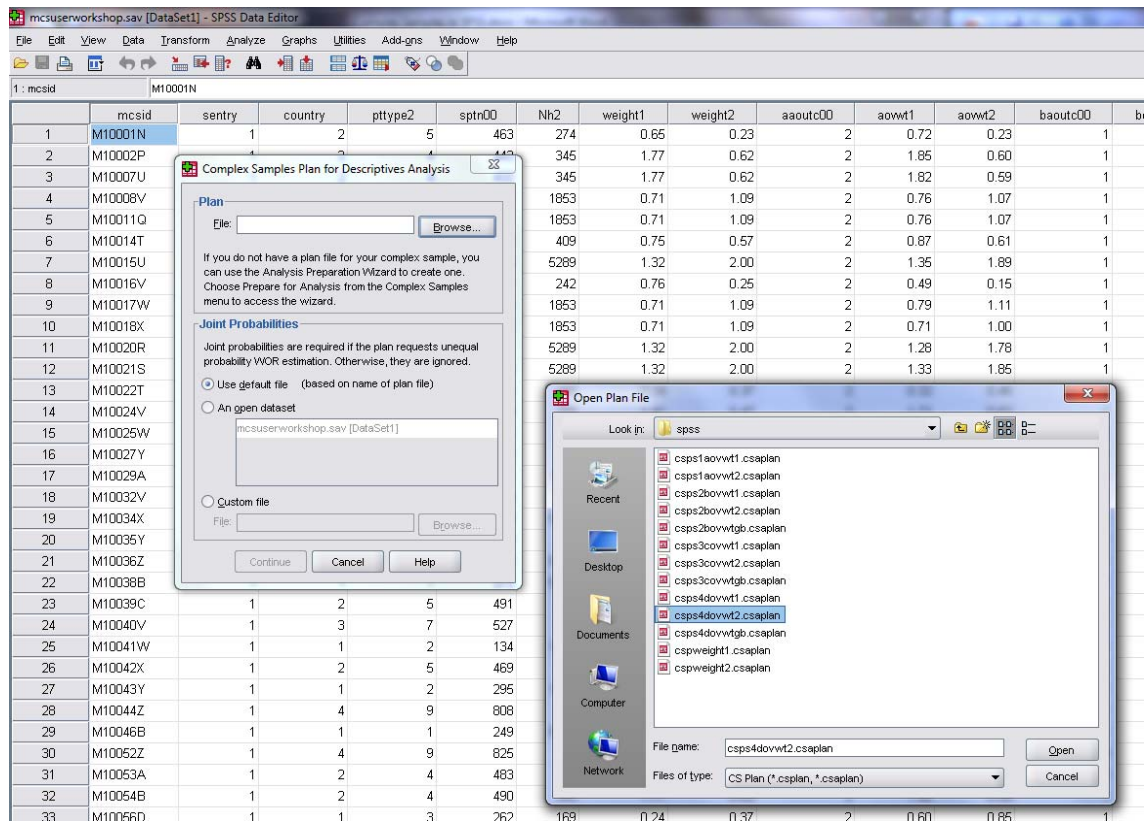 mcsuserworkshop.sav [DataSet1] - SPSS Data Editor
File Edit View Data Transform Analyze Graphs Utilities Add-ons Window Help
1 : mcsid M10001N
mcsid sentry country pttype2 sptn00 Nh2 weight1 weight2 aaoutc00 aovwt1 aovwt2 baoutc00
1 M10001N 1 2 5 463 274 0.65 0.23 2 0.72 0.23 1
2 M10002P 345 1.77 0.62 2 1.85 0.60 1
3 M10007U 345 1.77 0.62 2 1.82 0.59 1
4 M10008V 1853 0.71 1.09 2 0.76 1.07 1
5 M10011Q 1853 0.71 1.09 2 0.76 1.07 1
6 M10014T 409 0.75 0.57 2 0.87 0.61 1
7 M10015U 5289 1.32 2.00 2 1.35 1.89 1
8 M10016V 242 0.76 0.25 2 0.49 0.15 1
9 M10017W 1853 0.71 1.09 2 0.79 1.11 1
10 M10018X 1853 0.71 1.09 2 0.71 1.00 1
11 M10020R 5289 1.32 2.00 2 1.28 1.78 1
12 M10021S 5289 1.32 2.00 2 1.33 1.85 1
13 M10022T
14 M10024V
15 M10025W
16 M10027Y
17 M10029A
18 M10032V
19 M10034X
20 M10035Y
21 M10036Z
22 M10038B
23 M10039C 1 2 5 491
24 M10040V 1 3 7 527
25 M10041W 1 1 2 134
26 M10042X 1 2 5 469
27 M10043Y 1 1 2 295
28 M10044Z 1 4 9 808
29 M10046B 1 1 1 249
30 M10052Z 1 4 9 825
31 M10053A 1 2 4 483
32 M10054B 1 2 4 490
33 M10056D 1 1 3 262 169 0.24 0.37 2 0.60 0.85 1
Complex Samples Plan for Descriptives Analysis
Plan
File: Browse...
If you do not have a plan file for your complex sample, you
can use the Analysis Preparation Wizard to create one.
Choose Prepare for Analysis from the Complex Samples
menu to access the wizard.
Joint Probabilities
Joint probabilities are required if the plan requests unequal
probability WOR estimation. Otherwise, they are ignored.
Use default file (based on name of plan file)
An open dataset
mcsuserworkshop.sav [DataSet1]
Custom file
File: Browse...
Continue Cancel Help
Open Plan File
Look in: spss
Recent
Desktop
Documents
Computer
Network
csps1aovwt1.csaplan
csps1aovwt2.csaplan
csps2bovwt1.csaplan
csps2bovwt2.csaplan
csps2bovwtgb.csaplan
csps3covwt1.csaplan
csps3covwt2.csaplan
csps3covwtgb.csaplan
csps4dovwt1.csaplan
csps4dovwt2.csaplan
csps4dovwtgb.csaplan
cspweight1.csaplan
cspweight2.csaplan
File name: csps4dovwt2.csaplan Open
Files of type: CS Plan (*.csplan, *.csaplan) Cancel